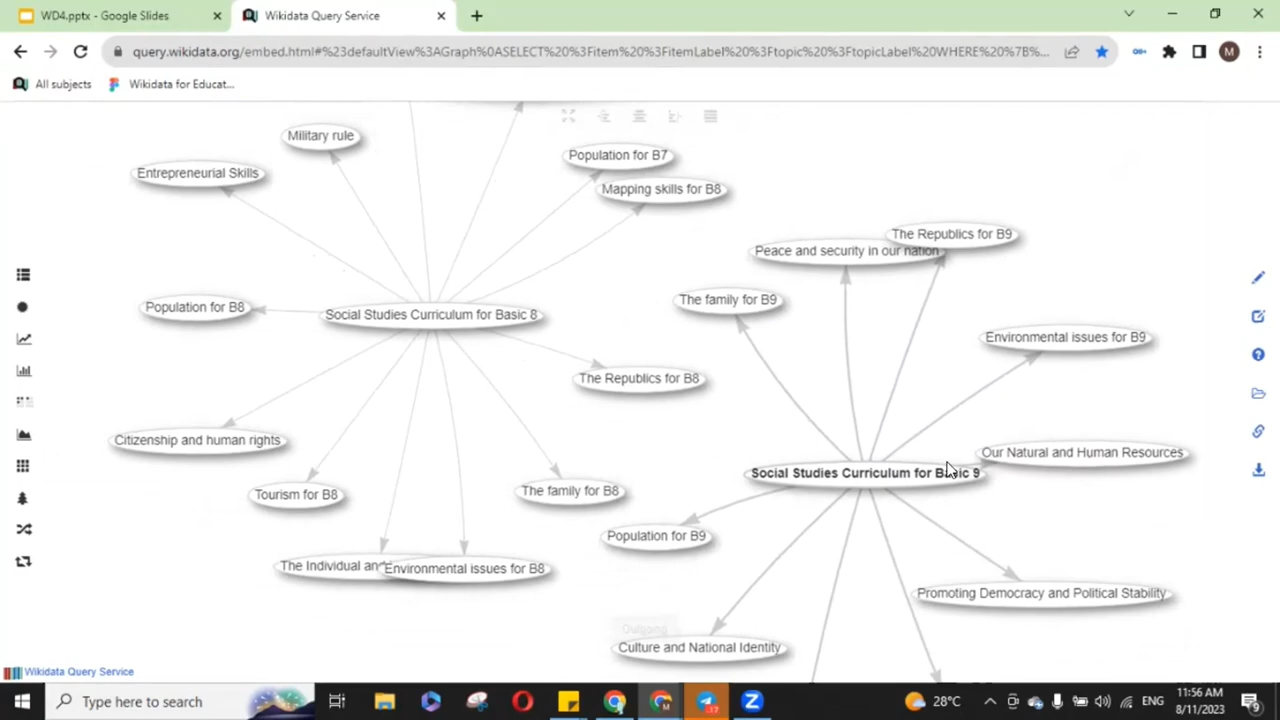 WD4.pptx - Google Slides
Wikidata Query Service
query.wikidata.org/embed.html#%23defaultView%3AGraph%0ASELECT%20%3Fitem%20%3FitemLabel%20%3Ftopic%20%3FtopicLabel%20WHERE%20%7B%...
M
All subjects
Wikidata for Educat...
Military rule
Population for B7
Entrepreneurial Skills
Mapping skills for B8
The Republics for B9
Peace and security in our nation
The family for B9
Population for B8
Social Studies Curriculum for Basic 8
Environmental issues for B9
The Republics for B8
Citizenship and human rights
Our Natural and Human Resources
Social Studies Curriculum for Basic 9
Tourism for B8
The family for B8
Population for B9
The Individual an
Environmental issues for B8
Promoting Democracy and Political Stability
Outgoing
Culture and National Identity
Wikidata Query Service
Type here to search
M
17
28°C
ENG
11:56 AM
8/11/2023
9